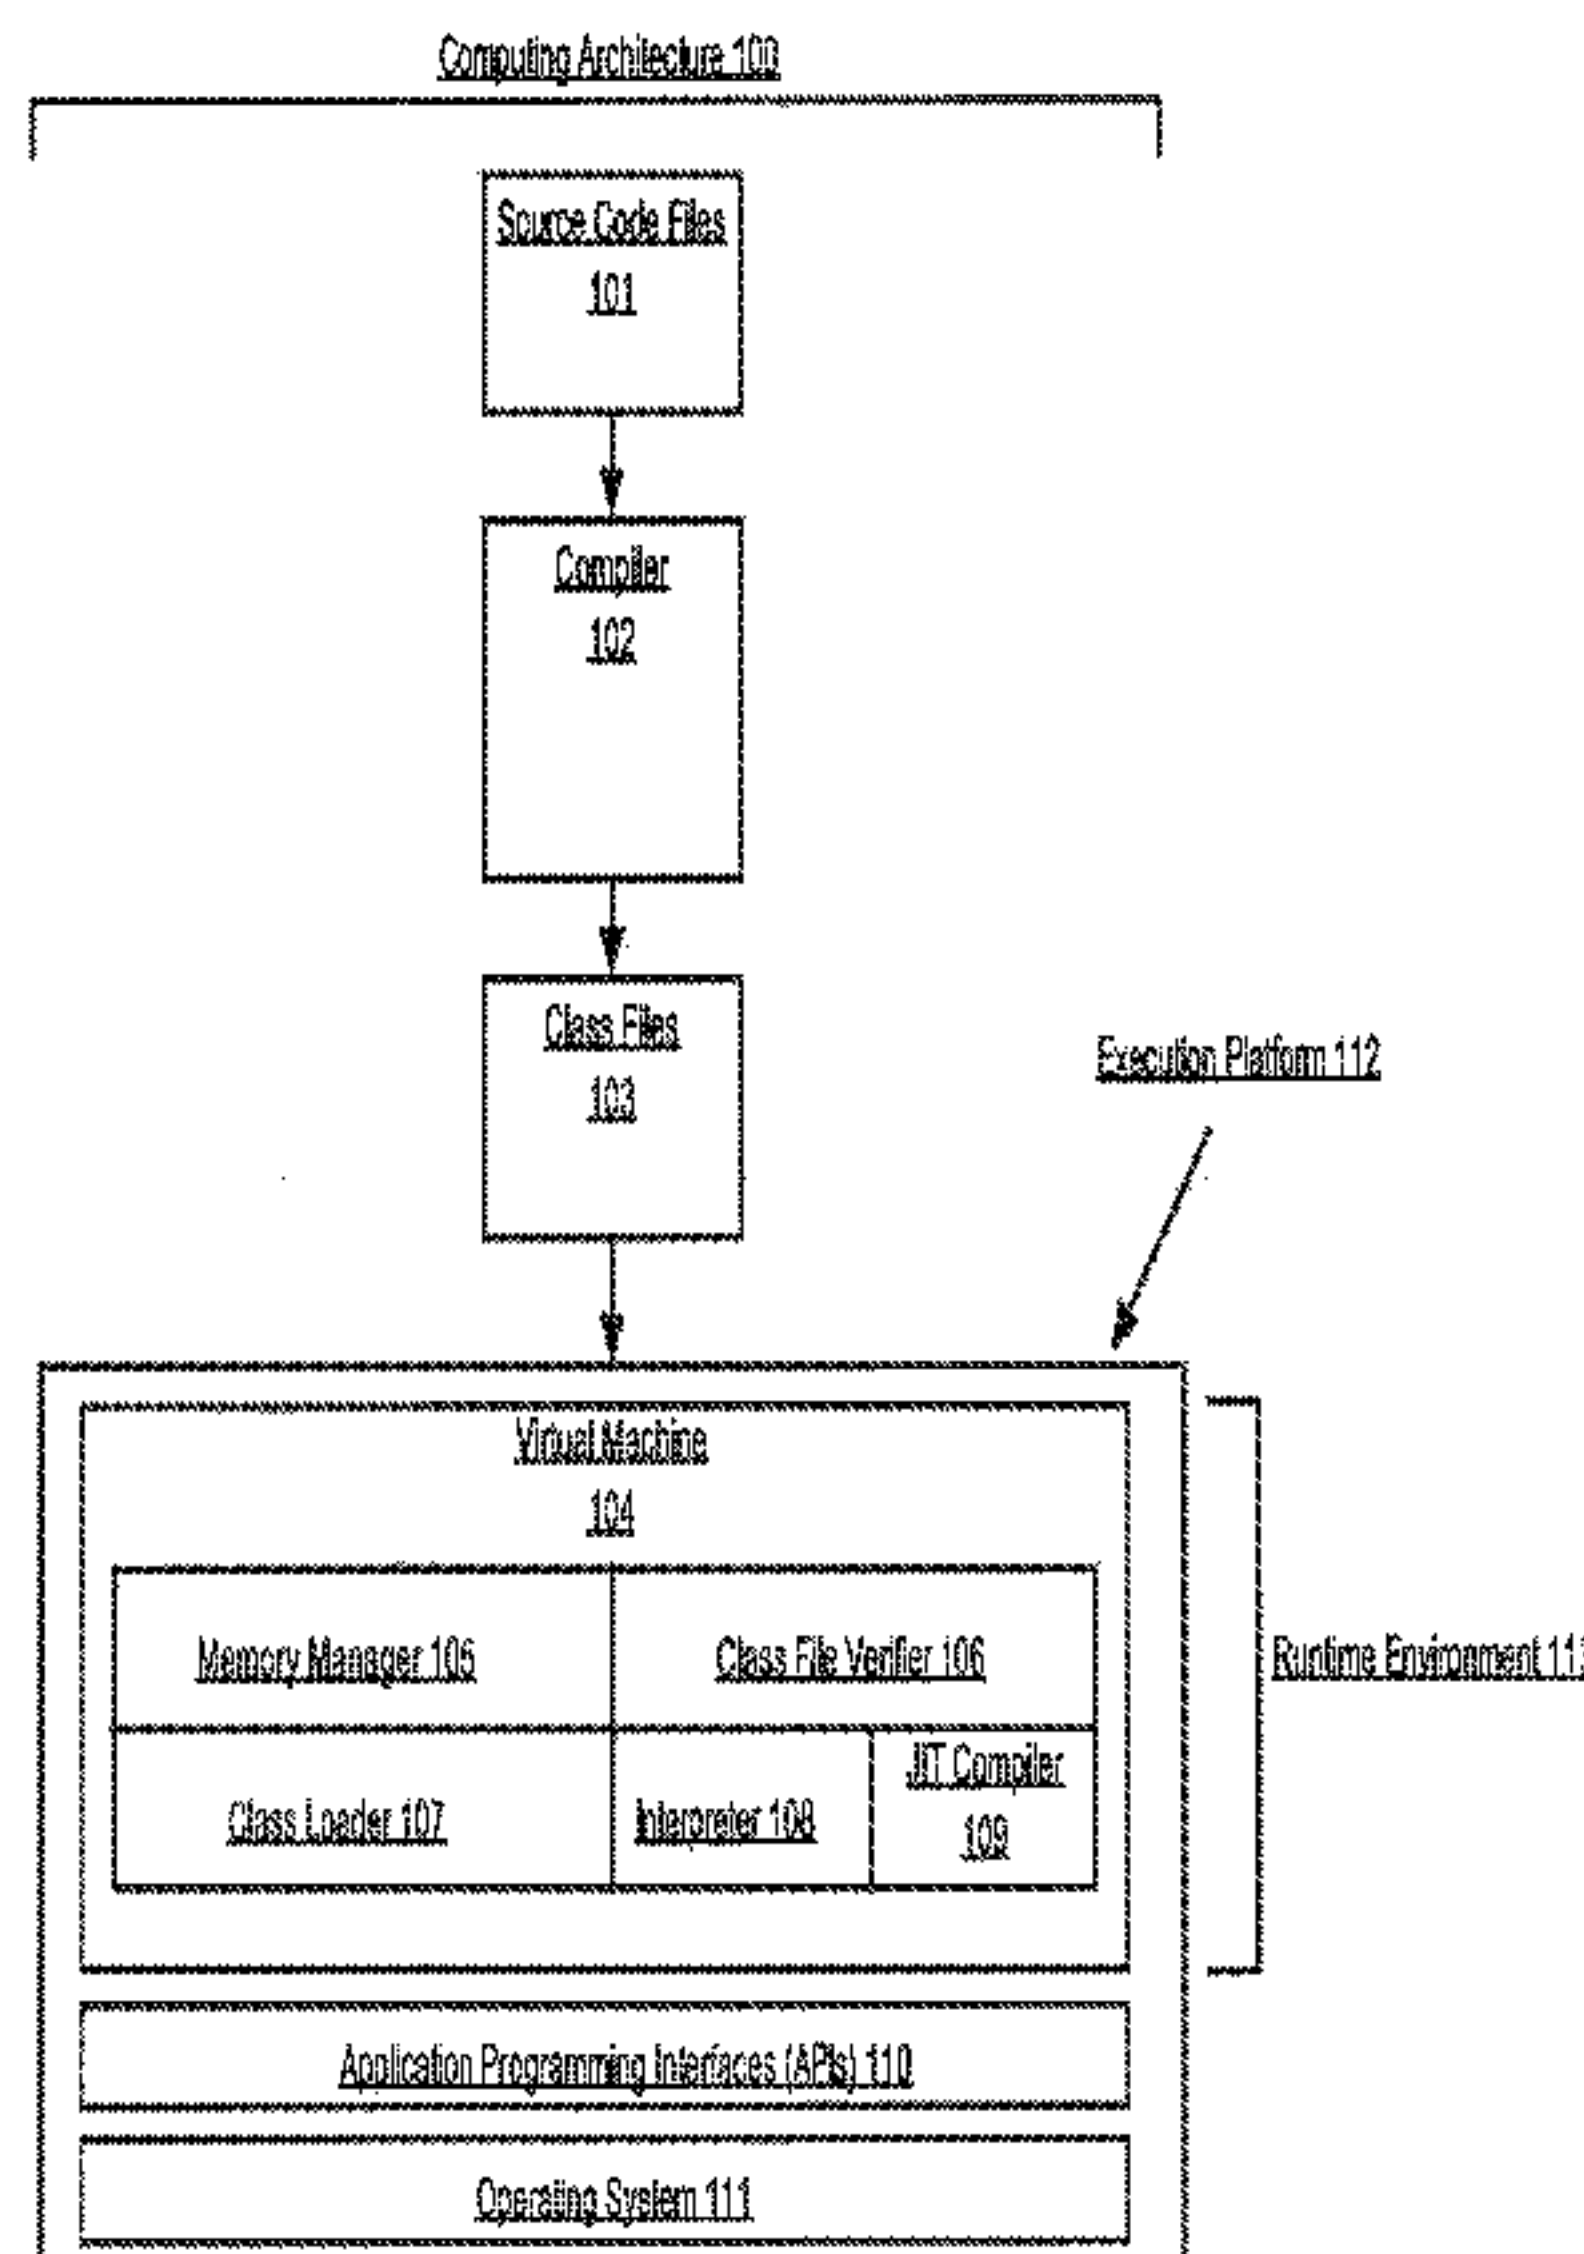 Computing Architecture 100
Source Code Files
101
Compiler
102
Class Files
103
Execution Platform 112
Virtual Machine
104
Memory Manager 105
Class File Verifier 106
Runtime Environment
JIT Compiler
Class Loader 107
Interpreter 108
109
Application Programming Interfaces (APIs) 110
Operating System 111